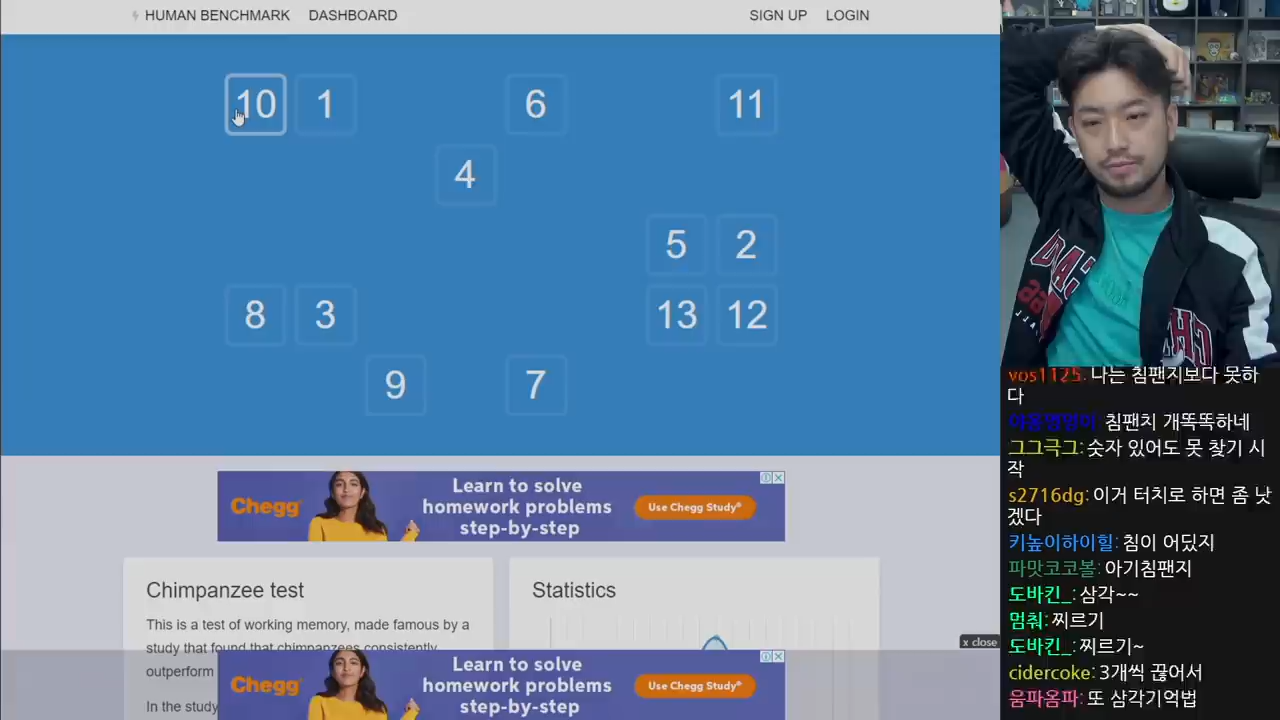 HUMAN BENCHMARK DASHBOARD SIGN UP LOGIN
10 1 6 11
4
5 2
8 3 13 12
9 7
Chegg
Learn to solve
homework problems
step-by-step
Use Chegg Study
Chimpanzee test
This is a test of working memory, made famous by a
study that found that chimpanzees consistently
outperform
In the study
Statistics
x close
Chegg
Learn to solve
homework problems
step-by-step
Use Chegg Study
vos1125: 나는 침팬지보다 못하
다
침팬치 개똑똑하네
그그극그: 숫자 있어도 못 찾기 시
작
s2716dg: 이거 터치로 하면 좀 낫
겠다
키높이하이힐: 침이 어딨지
파맛코코볼: 아기침팬지
도바킨_: 삼각~~
멈춰: 찌르기
도바킨_: 찌르기~
cidercoke: 3개씩 끊어서
움파옴파: 또 삼각기억법